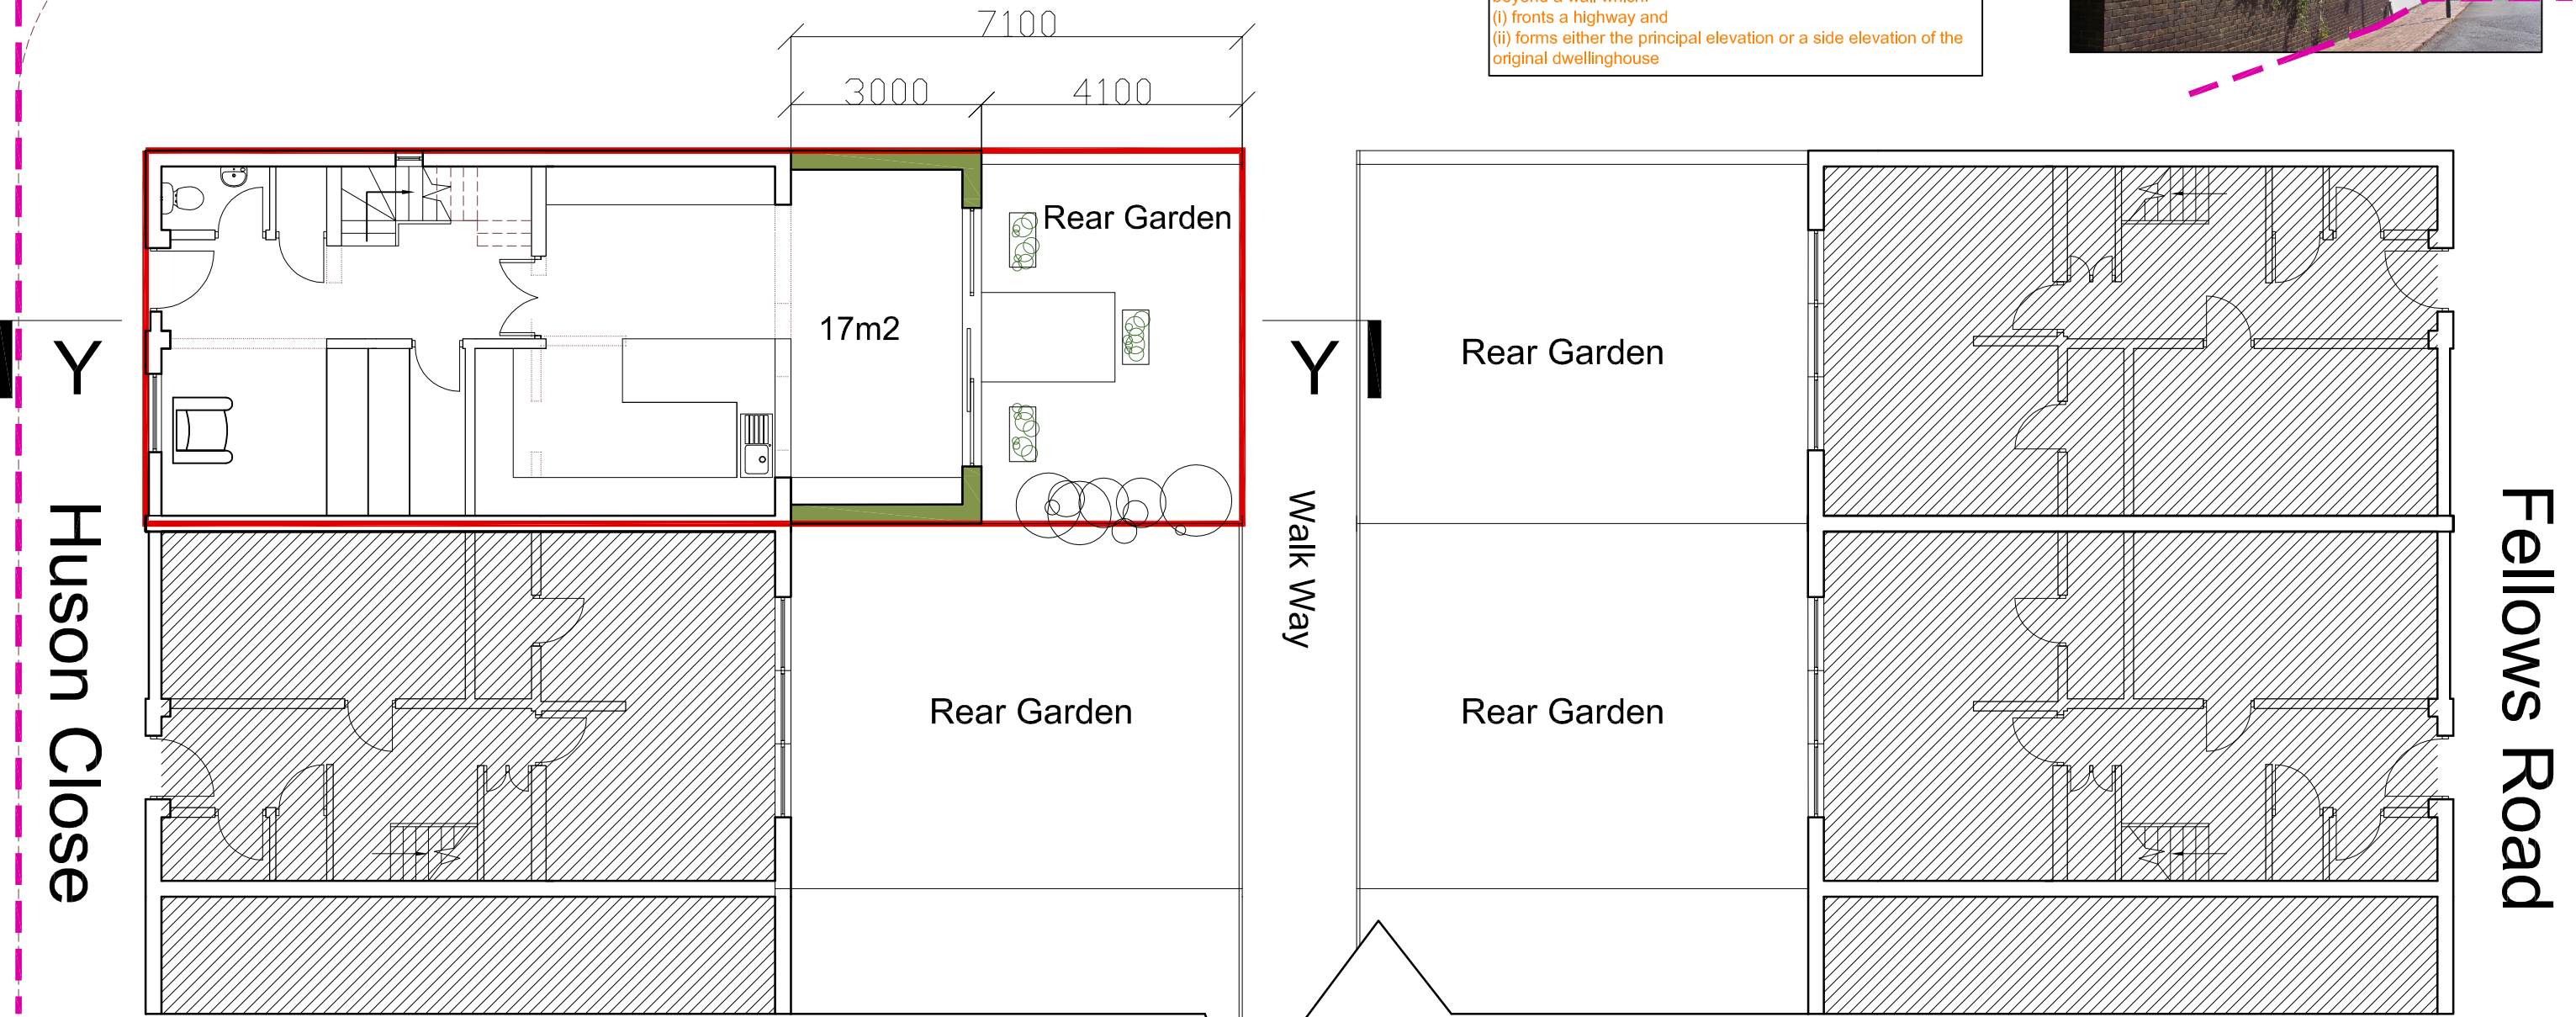 (i) fronts a highway and
(ii) forms either the principal elevation or a side elevation of the
original dwellinghouse
7100
3000
4100
Rear Garden
17m2
Y
Y
Rear Garden
Huson Close
Walk Way
Fellows Road
Rear Garden
Rear Garden